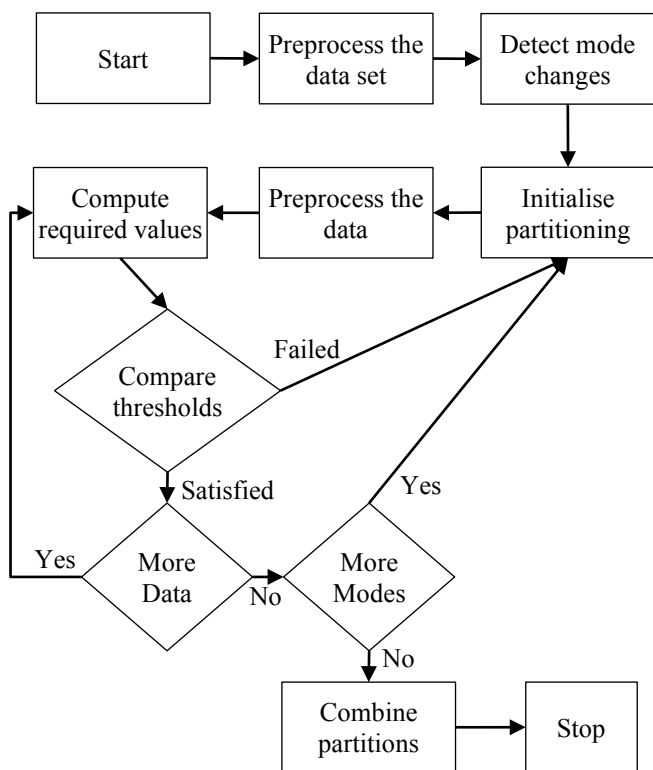 Start
Preprocess the
data set
Detect mode
changes
Compute
required values
Preprocess the
data
Initialise
partitioning
Failed
Compare
thresholds
Satisfied
Yes
Yes
More
Data
No
More
Modes
No
Combine
partitions
Stop